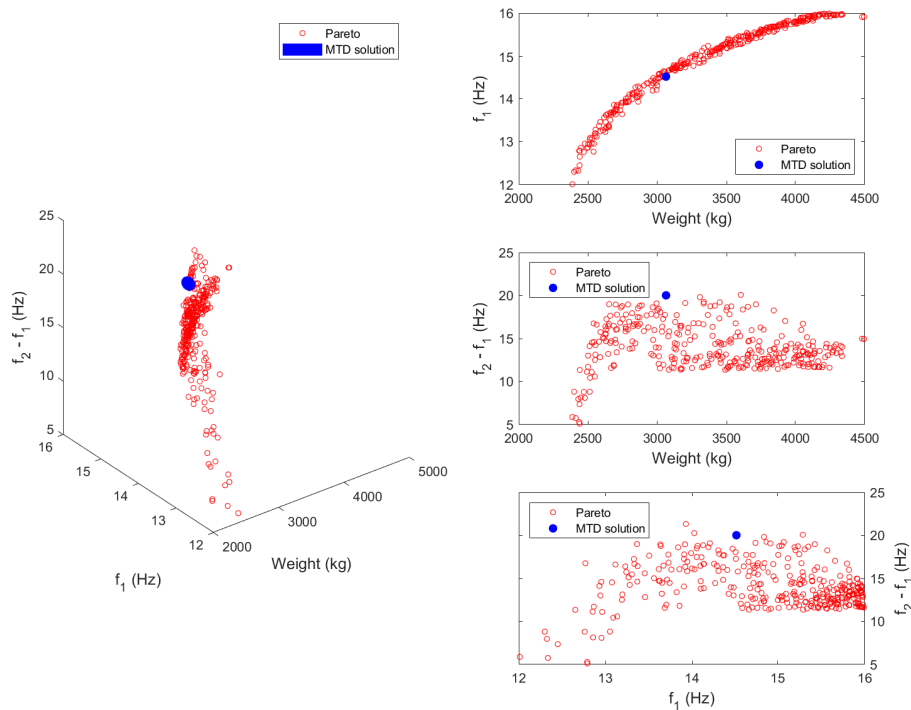 Pareto
MTD solution
25
20
15
10
5
f2 - f1 (Hz)
16
15
14
13
12
f1 (Hz)
2000
3000
4000
5000
Weight (kg)
16
15
14
13
12
f1 (Hz)
2000 2500 3000 3500 4000 4500
Weight (kg)
Pareto
MTD solution
25
20
15
10
5
f2 - f1 (Hz)
2000 2500 3000 3500 4000 4500
Weight (kg)
Pareto
MTD solution
25
20
15
10
5
f2 - f1 (Hz)
12 13 14 15 16
f1 (Hz)
Pareto
MTD solution